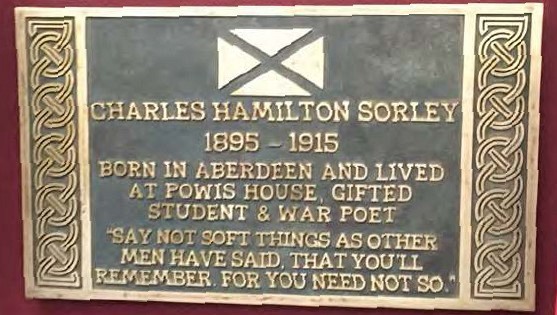 CHARLES HAMILTON SORLEY
1895 - 1915
BORN IN ABERDEEN AND LIVED
AT POWIS HOUSE, GIFTED
STUDENT & WAR POET
"SAY NOT SOFT THINGS AS OTHER
MEN HAVE SAID, THAT YOU'LL
REMEMBER. FOR YOU NEED NOT SO."